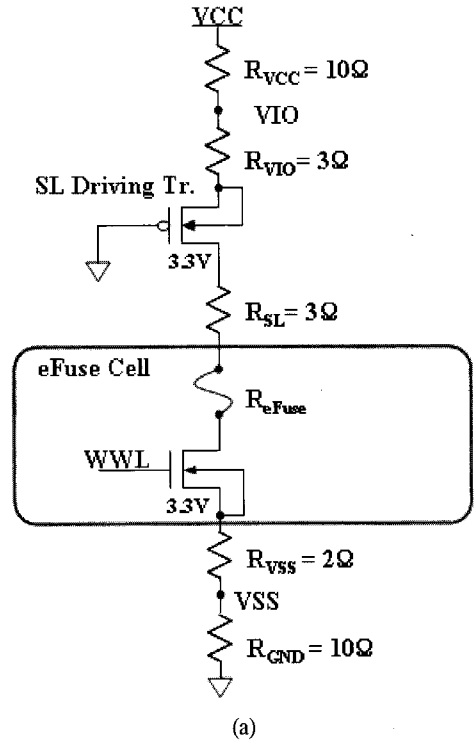 VCC
R_VCC = 10Ω
VIO
R_VIO = 3Ω
SL Driving Tr.
3.3V
R_SL = 3Ω
eFuse Cell
R_eFuse
WWL
3.3V
R_VSS = 2Ω
VSS
R_GND = 10Ω
(a)